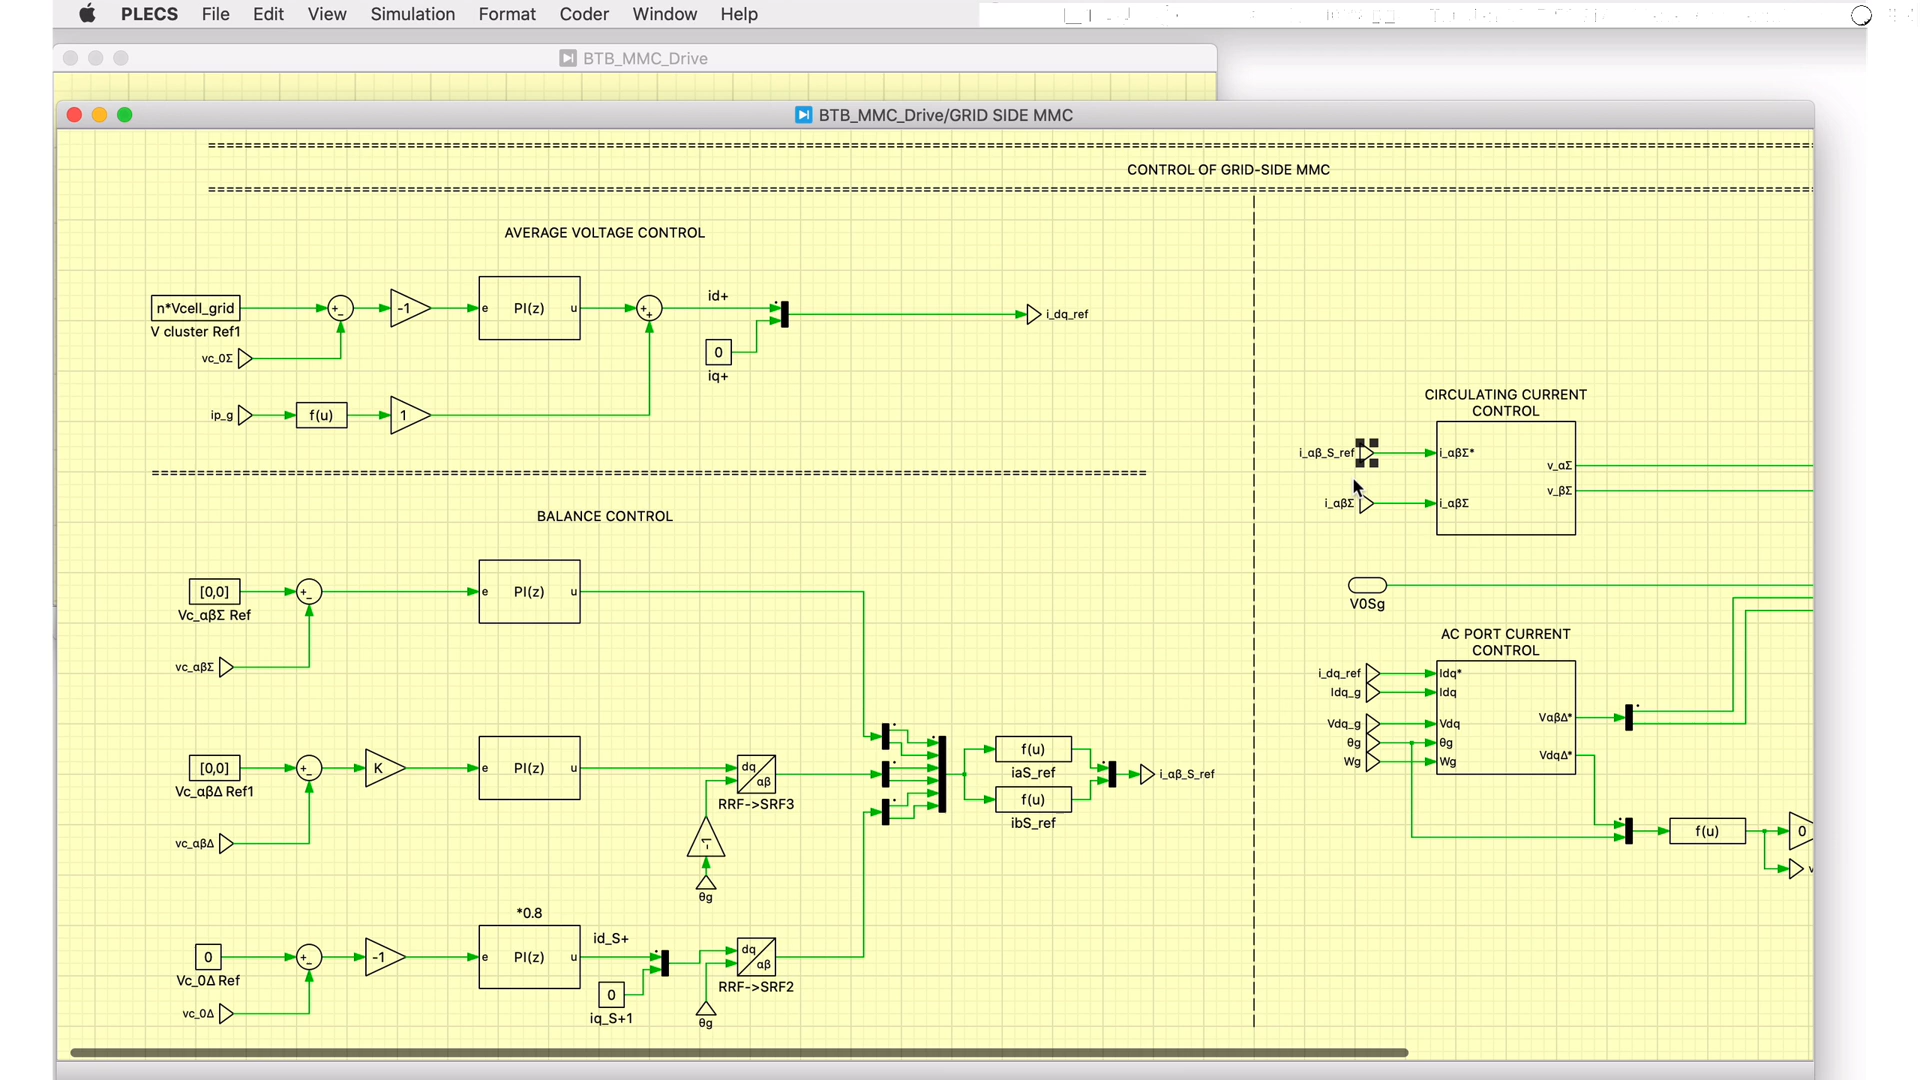 PLECS File Edit View Simulation Format Coder Window Help
BTB_MMC_Drive
BTB_MMC_Drive/GRID SIDE MMC
CONTROL OF GRID-SIDE MMC
AVERAGE VOLTAGE CONTROL
n*Vcell_grid
V cluster Ref1
vc_0Σ
+
-
-1
e PI(z) u
+
+
id+
0
iq+
i_dq_ref
ip_g
f(u)
1
BALANCE CONTROL
[0,0]
Vc_αβΣ Ref
+
-
e PI(z) u
vc_αβΣ
[0,0]
Vc_αβΔ Ref1
+
-
K
e PI(z) u
dq
αβ
RRF->SRF3
-1
θg
vc_αβΔ
f(u)
iaS_ref
f(u)
ibS_ref
i_αβ_S_ref
*0.8
0
Vc_0Δ Ref
+
-
-1
e PI(z) u
id_S+
0
iq_S+1
dq
αβ
RRF->SRF2
θg
vc_0Δ
CIRCULATING CURRENT
CONTROL
i_αβ_S_ref
i_αβΣ*
v_αΣ
v_βΣ
i_αβΣ
i_αβΣ
V0Sg
AC PORT CURRENT
CONTROL
i_dq_ref Idq*
Idq_g Idq
Vdq_g Vdq
θg θg
Wg Wg
VαβΔ*
VdqΔ*
f(u)
0